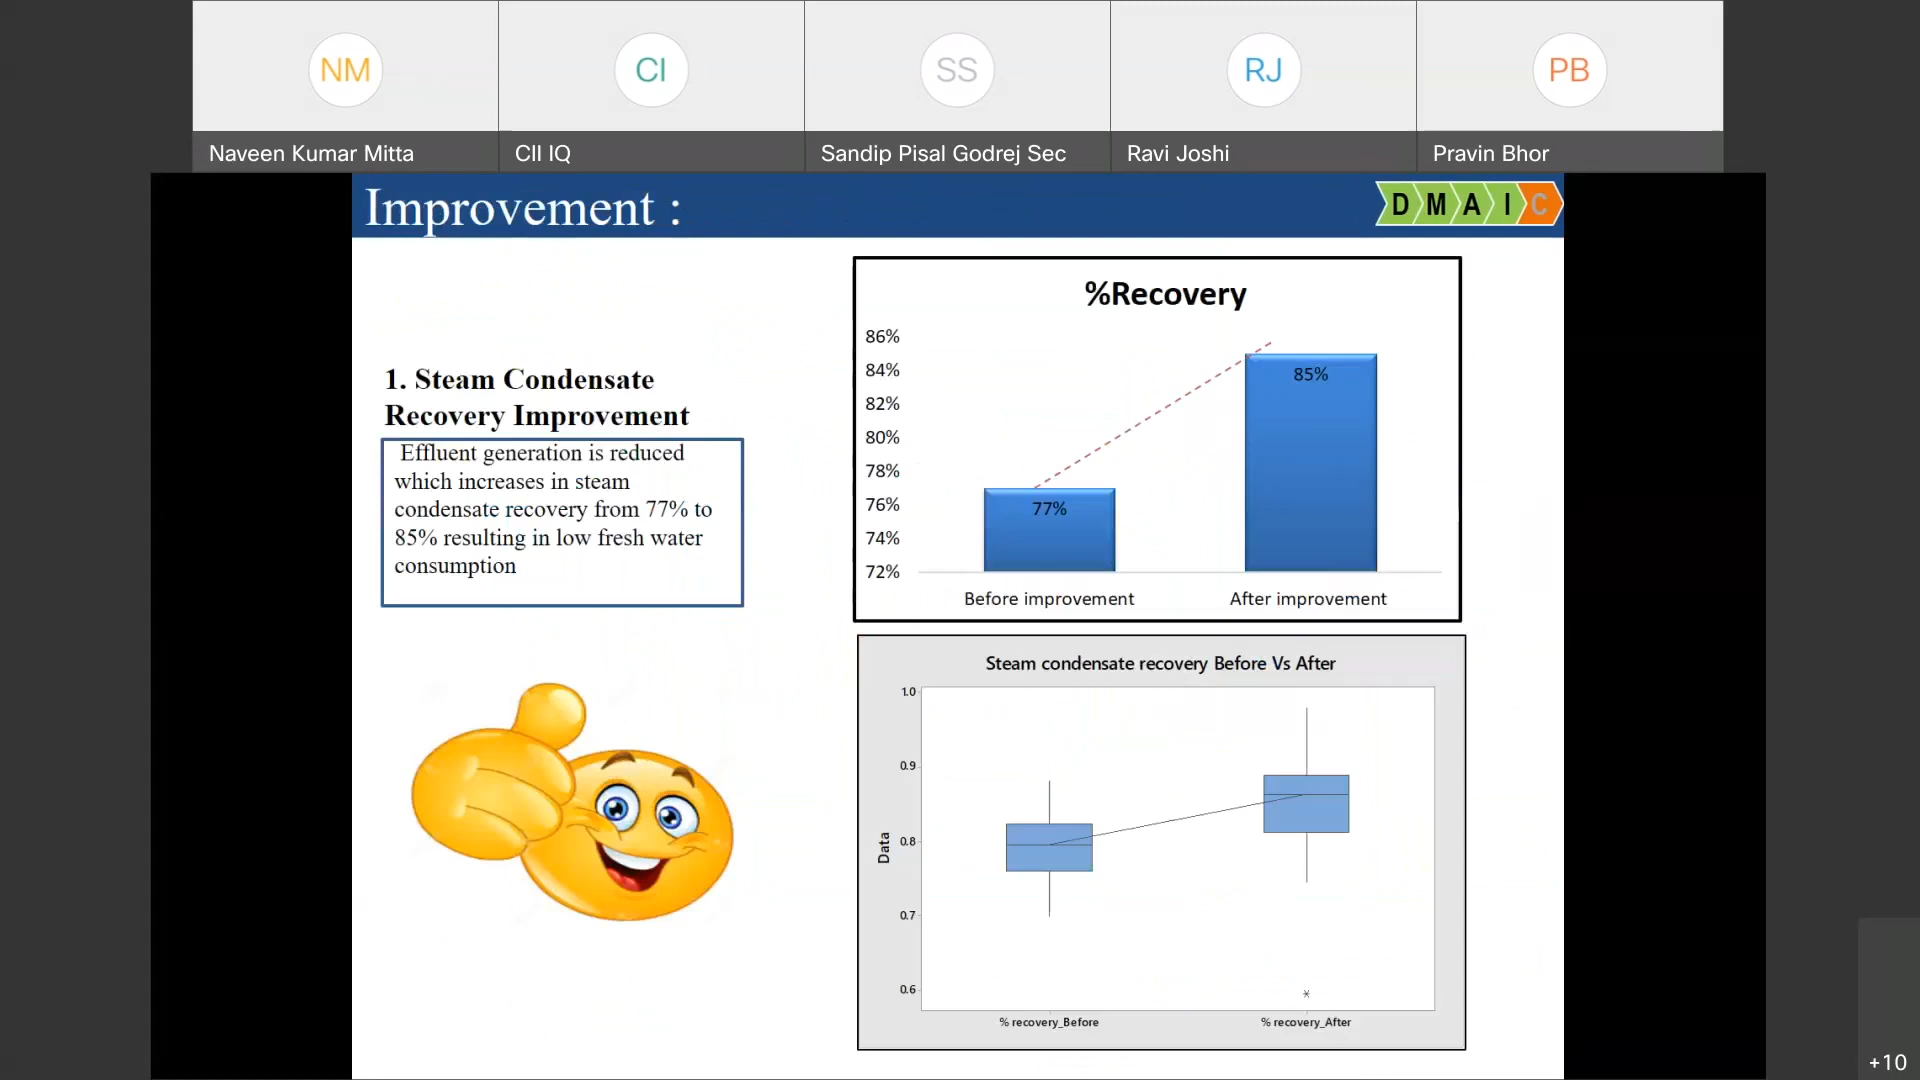 NM
CI
SS
RJ
PB
Naveen Kumar Mitta
CII IQ
Sandip Pisal Godrej Sec
Ravi Joshi
Pravin Bhor
Improvement :
D M A I C
1. Steam Condensate
Recovery Improvement
Effluent generation is reduced
which increases in steam
condensate recovery from 77% to
85% resulting in low fresh water
consumption
%Recovery
86%
84%
82%
80%
78%
76%
74%
72%
77%
85%
Before improvement
After improvement
Steam condensate recovery Before Vs After
1.0
0.9
0.8
0.7
0.6
Data
% recovery_Before
% recovery_After
+10